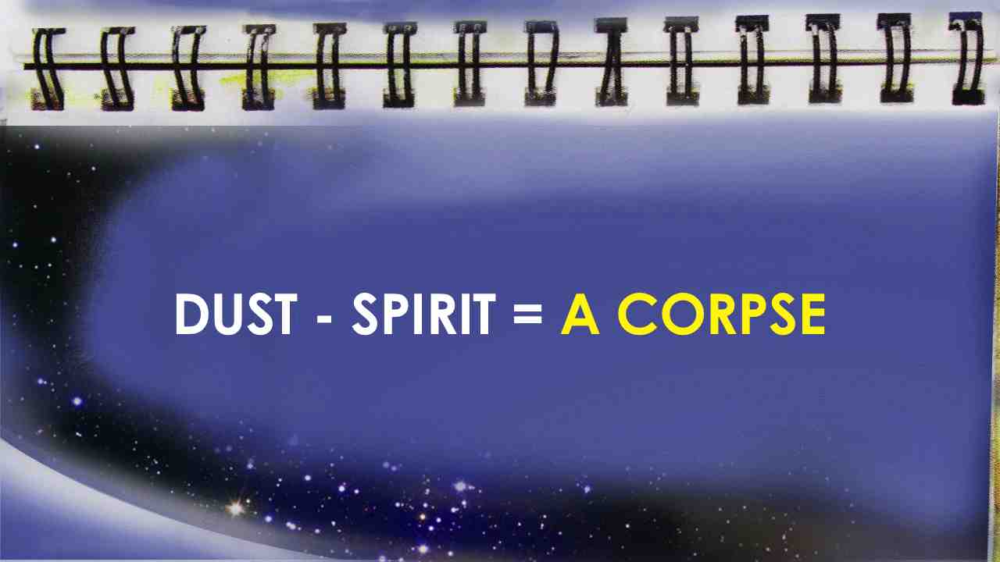 DUST - SPIRIT = A CORPSE